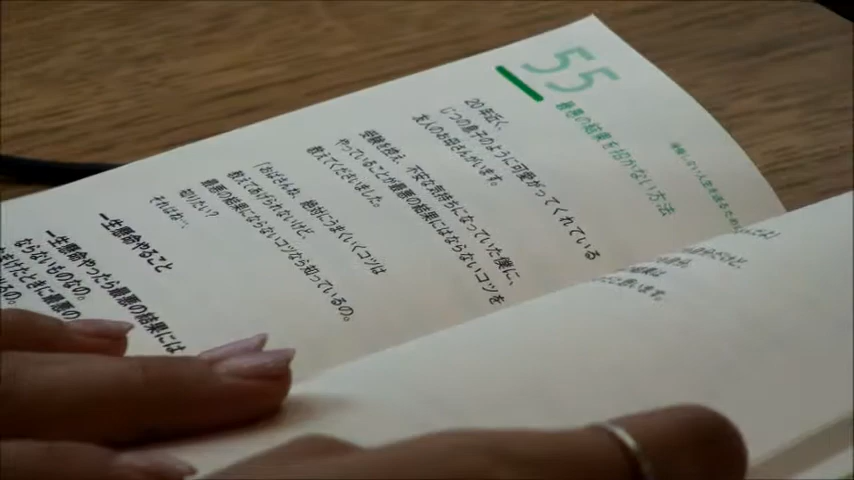 55
最悪の結果を招かない方法
20年近く、
じつの息子のように可愛がってくれている
友人のお母さんがいます。
受験を控え、不安な気持ちになっていた僕に、
やっていることが最悪の結果にはならないコツを
教えてくださいました。
「おばさんね、絶対にうまくいくコツは
教えてあげられないけど、
最悪の結果にならないコツなら知っているの。
知りたい?
それはね…
一生懸命やること
一生懸命やったら最悪の結果には
ならないものなの。